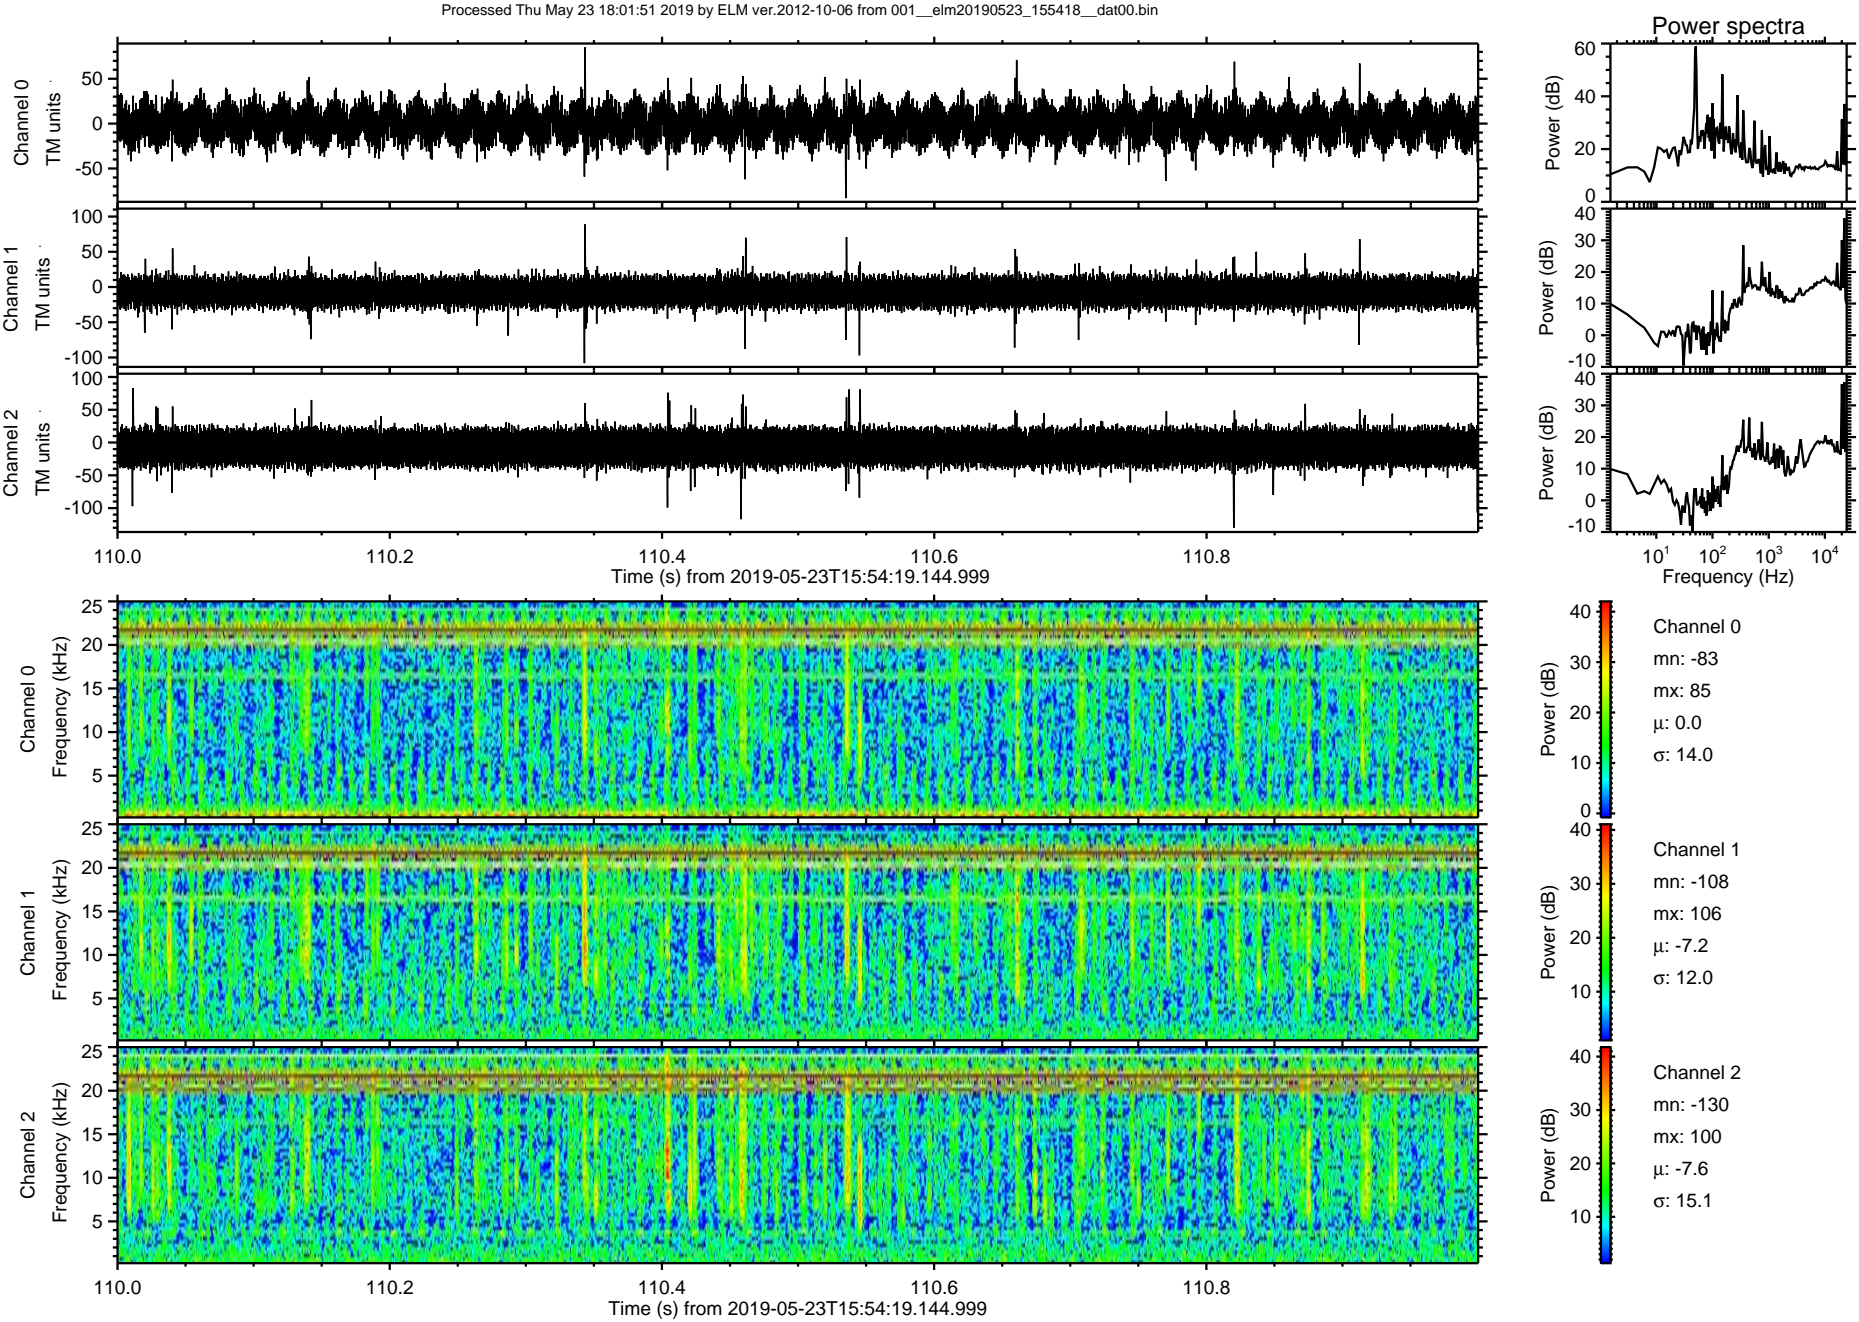 Processed Thu May 23 18:01:51 2019 by ELM ver.2012-10-06 from 001__elm20190523_155418__dat00.bin
Power spectra
Channel 0
TM units
50
0
-50
Power (dB)
60
40
20
0
Channel 1
TM units
100
50
0
-50
-100
Power (dB)
40
30
20
10
0
-10
Channel 2
TM units
100
50
0
-50
-100
Power (dB)
40
30
20
10
0
-10
110.0 110.2 110.4 110.6 110.8
Time (s) from 2019-05-23T15:54:19.144.999
10¹ 10² 10³ 10⁴
Frequency (Hz)
Channel 0
Frequency (kHz)
25
20
15
10
5
Power (dB)
40
30
20
10
0
Channel 0
mn: -83
mx: 85
μ: 0.0
σ: 14.0
Channel 1
Frequency (kHz)
25
20
15
10
5
Power (dB)
40
30
20
10
Channel 1
mn: -108
mx: 106
μ: -7.2
σ: 12.0
Channel 2
Frequency (kHz)
25
20
15
10
5
Power (dB)
40
30
20
10
Channel 2
mn: -130
mx: 100
μ: -7.6
σ: 15.1
110.0 110.2 110.4 110.6 110.8
Time (s) from 2019-05-23T15:54:19.144.999